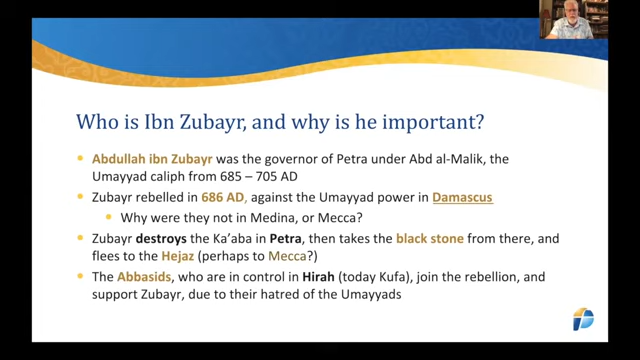 Who is Ibn Zubayr, and why is he important?
Abdullah ibn Zubayr was the governor of Petra under Abd al-Malik, the
Umayyad caliph from 685 – 705 AD
Zubayr rebelled in 686 AD, against the Umayyad power in Damascus
Why were they not in Medina, or Mecca?
Zubayr destroys the Ka'aba in Petra, then takes the black stone from there, and
flees to the Hejaz (perhaps to Mecca?)
The Abbasids, who are in control in Hirah (today Kufa), join the rebellion, and
support Zubayr, due to their hatred of the Umayyads